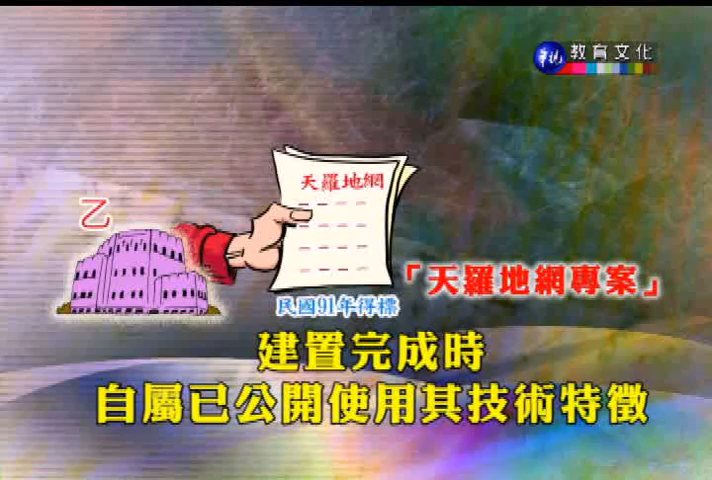 華視 教育文化
天羅地網
乙
「天羅地網專案」
民國91年得標
建置完成時
自屬已公開使用其技術特徵